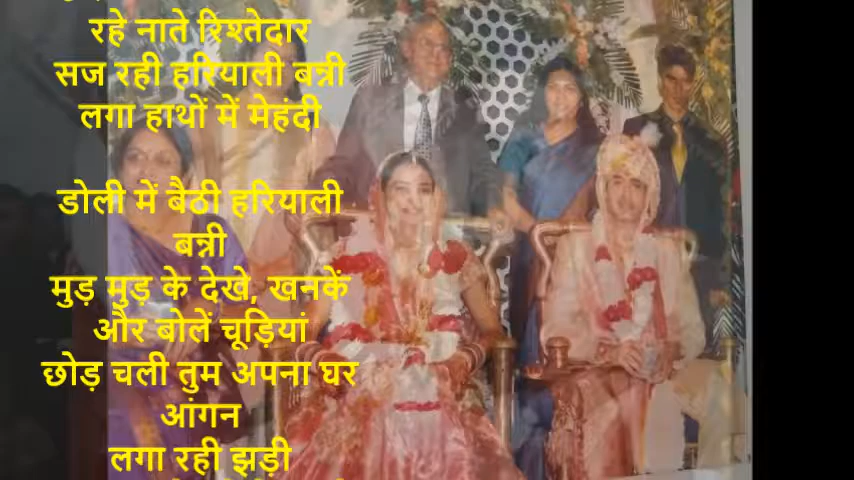 रहे नाते रिश्तेदार
सज रही हरियाली बन्नी
लगा हाथों में मेहंदी
डोली में बैठी हरियाली
बन्नी
मुड़ मुड़ के देखे, खनकें
और बोलें चूड़ियां
छोड़ चली तुम अपना घर
आंगन
लगा रही झड़ी